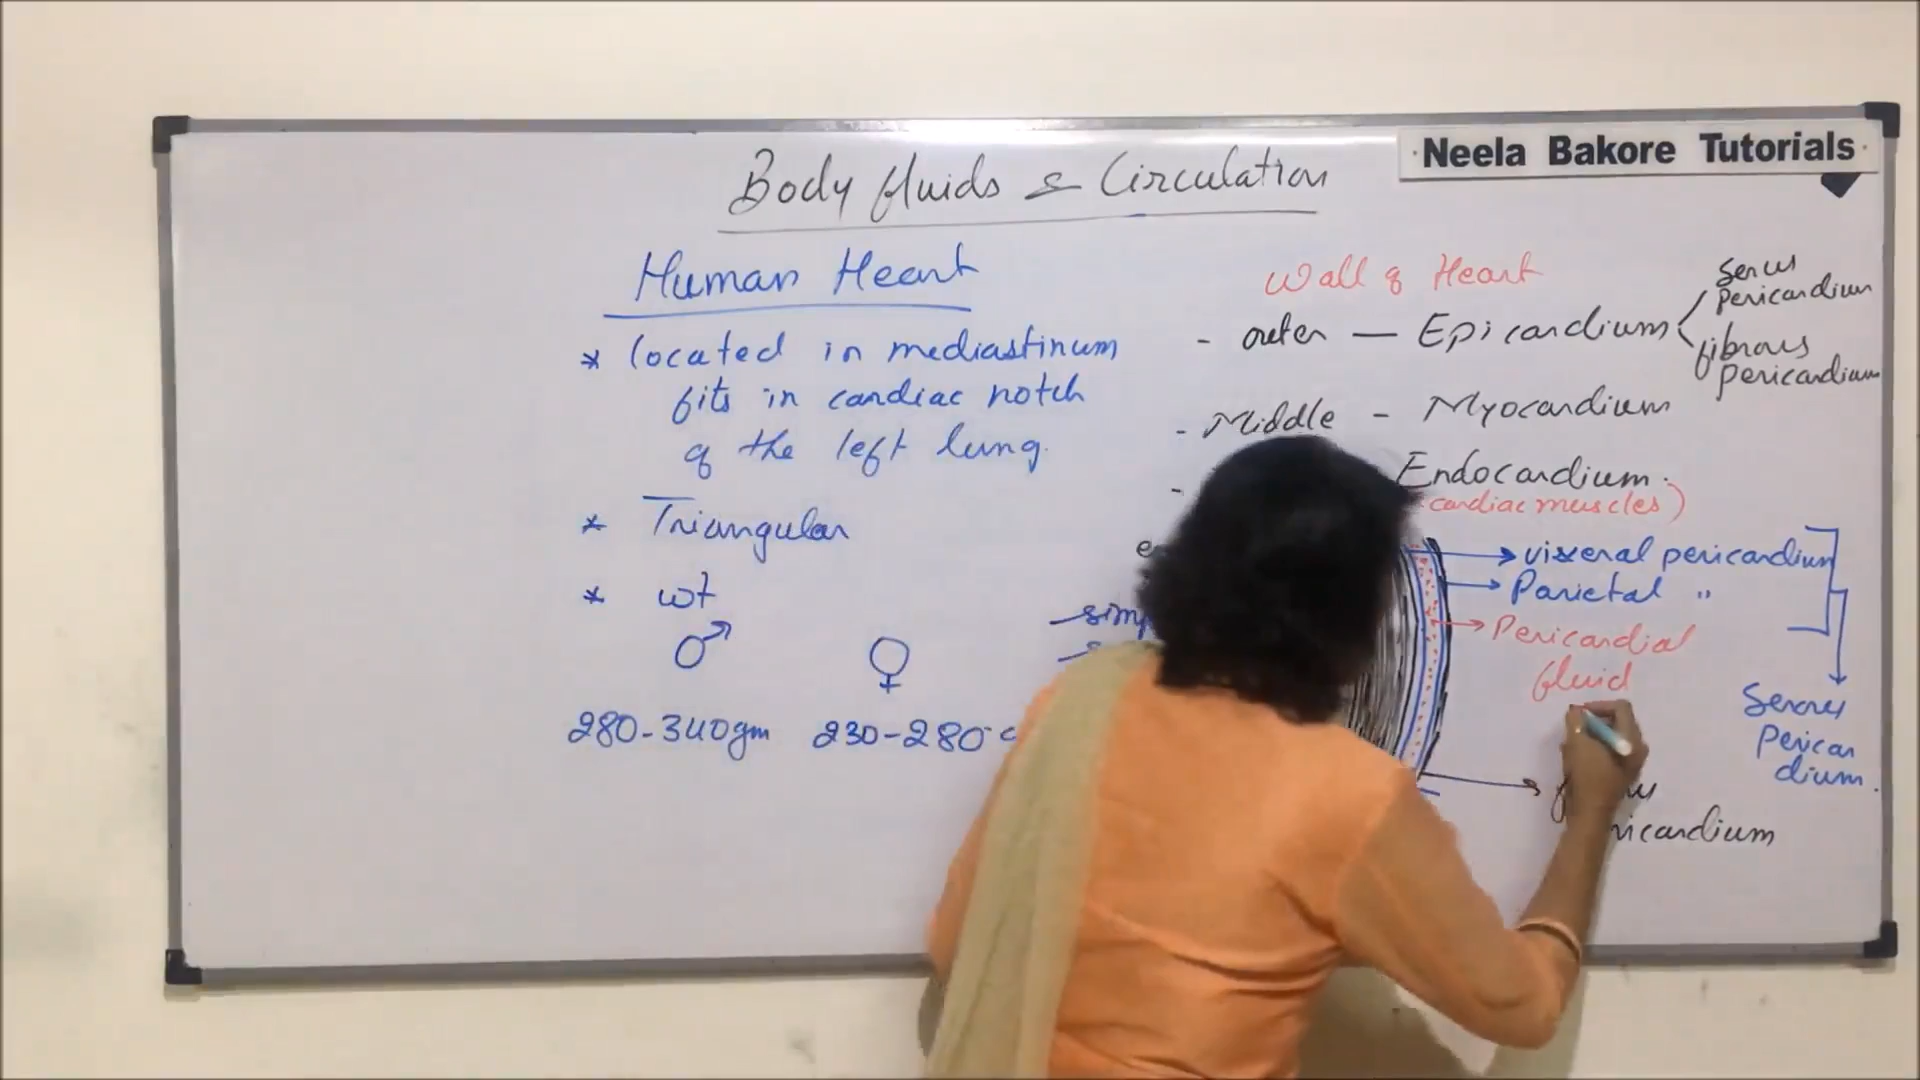 Neela Bakore Tutorials
Body fluids & Circulation
Human Heart
* located in mediastinum
fits in cardiac notch
of the left lung.
* Triangular
* wt
♂ ♀
280-340gm 230-280
Wall of Heart
- outer — Epicardium
Serus
pericardium
fibrous
pericardium
- Middle - Myocardium
- Endocardium.
cardiac muscles)
visceral pericardium
Parietal "
Pericardial
fluid
Serous
Pericar
dium.